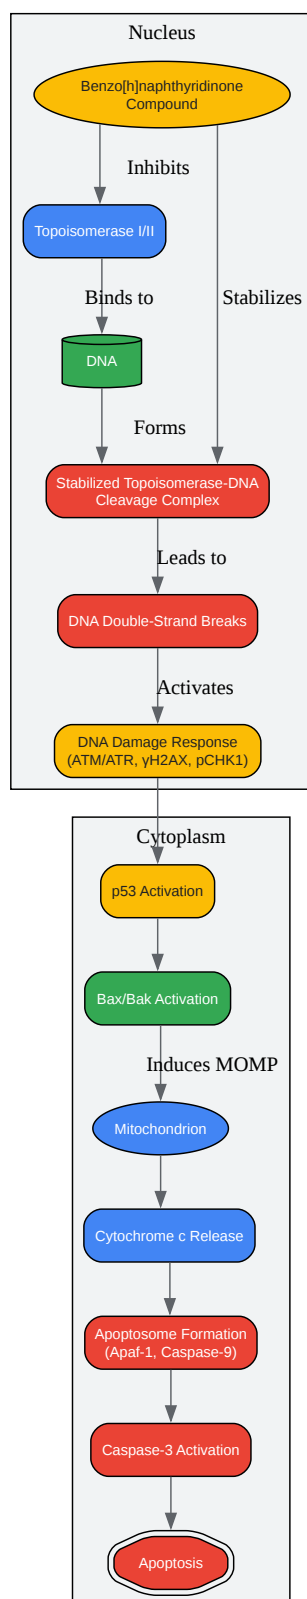 Nucleus
Benzo[h]naphthyridinone
Compound
Inhibits
Topoisomerase I/II
Binds to
Stabilizes
DNA
Forms
Stabilized Topoisomerase-DNA
Cleavage Complex
Leads to
DNA Double-Strand Breaks
Activates
DNA Damage Response
(ATM/ATR, γH2AX, pCHK1)
Cytoplasm
p53 Activation
Bax/Bak Activation
Induces MOMP
Mitochondrion
Cytochrome c Release
Apoptosome Formation
(Apaf-1, Caspase-9)
Caspase-3 Activation
Apoptosis